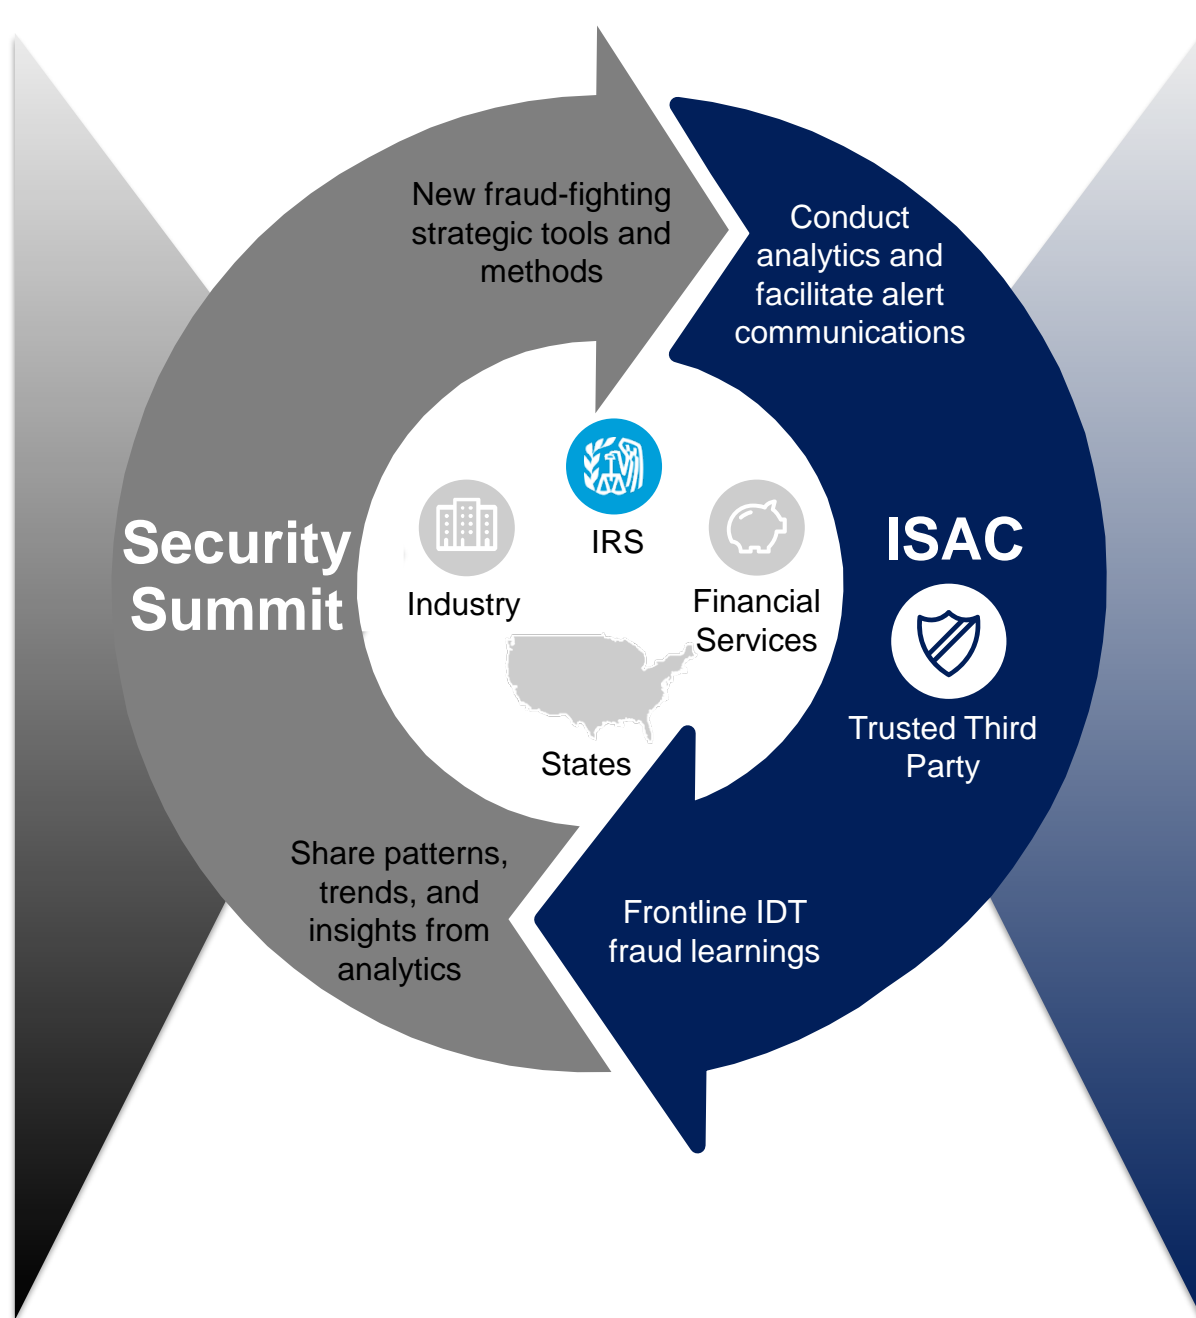 New fraud-fighting
strategic tools and
methods
Conduct
analytics and
facilitate alert
communications
Security
Summit
IRS
Industry
Financial
Services
States
ISAC
Trusted Third
Party
Share patterns,
trends, and
insights from
analytics
Frontline IDT
fraud learnings